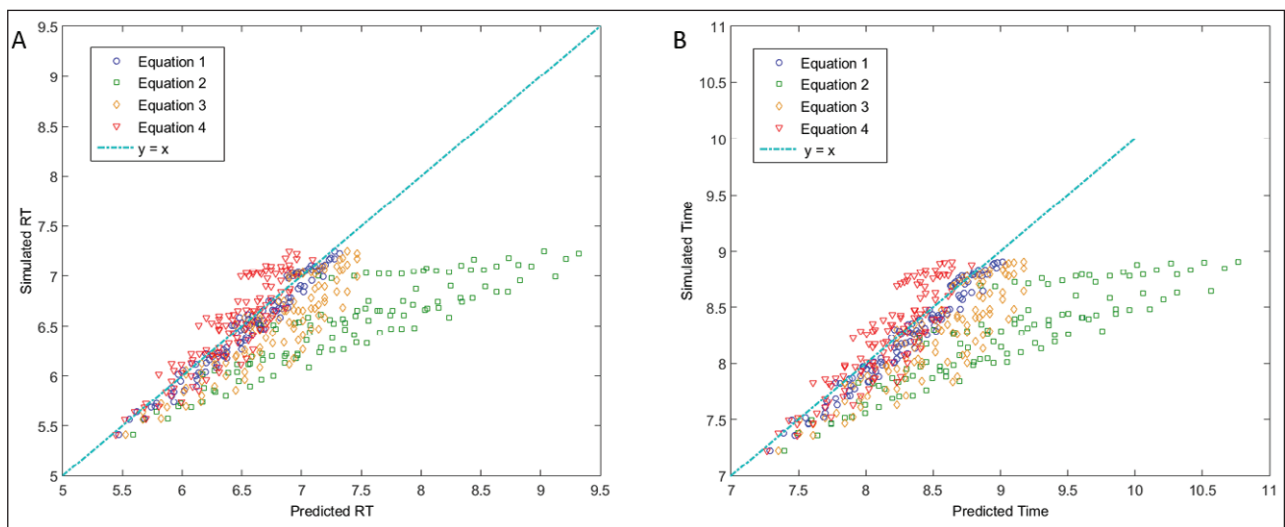 A
Equation 1
Equation 2
Equation 3
Equation 4
y = x
Simulated RT
9.5
9
8.5
8
7.5
7
6.5
6
5.5
5
5 5.5 6 6.5 7 7.5 8 8.5 9 9.5
Predicted RT
B
Equation 1
Equation 2
Equation 3
Equation 4
y = x
Simulated Time
11
10.5
10
9.5
9
8.5
8
7.5
7
7 7.5 8 8.5 9 9.5 10 10.5 11
Predicted Time